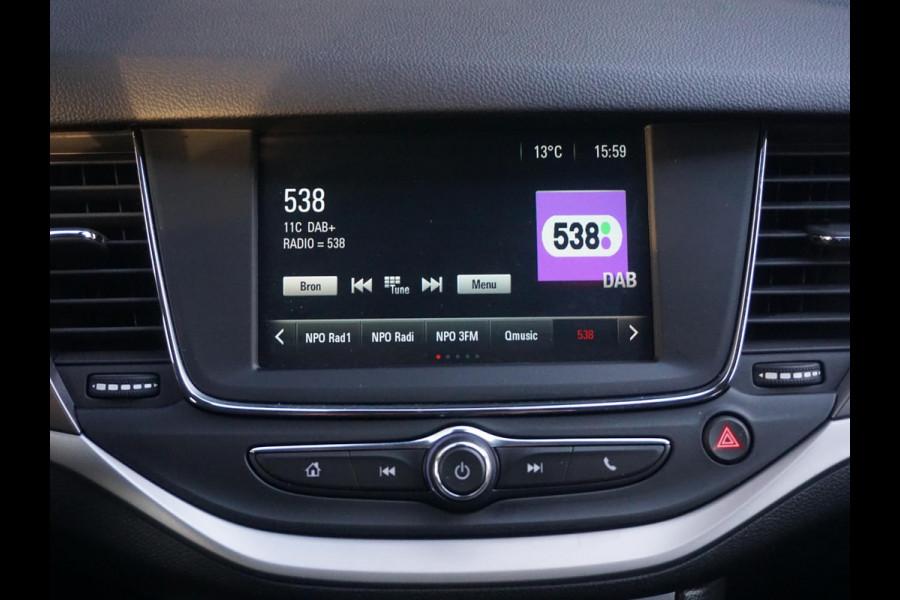 13°C 15:59
538
11C DAB+
RADIO = 538
538
DAB
Bron Tune Menu
NPO Rad1 NPO Radi NPO 3FM Qmusic 538